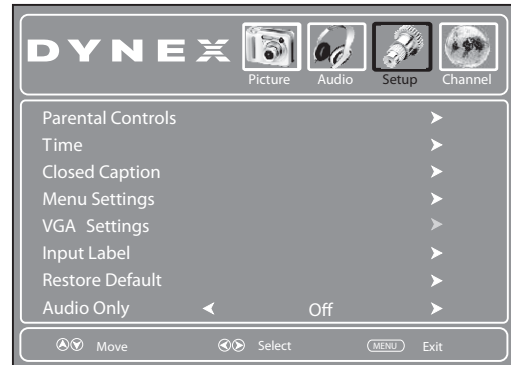 DYNEX
Picture Audio Setup Channel
Parental Controls
Time
Closed Caption
Menu Settings
VGA Settings
Input Label
Restore Default
Audio Only Off
Move Select MENU Exit